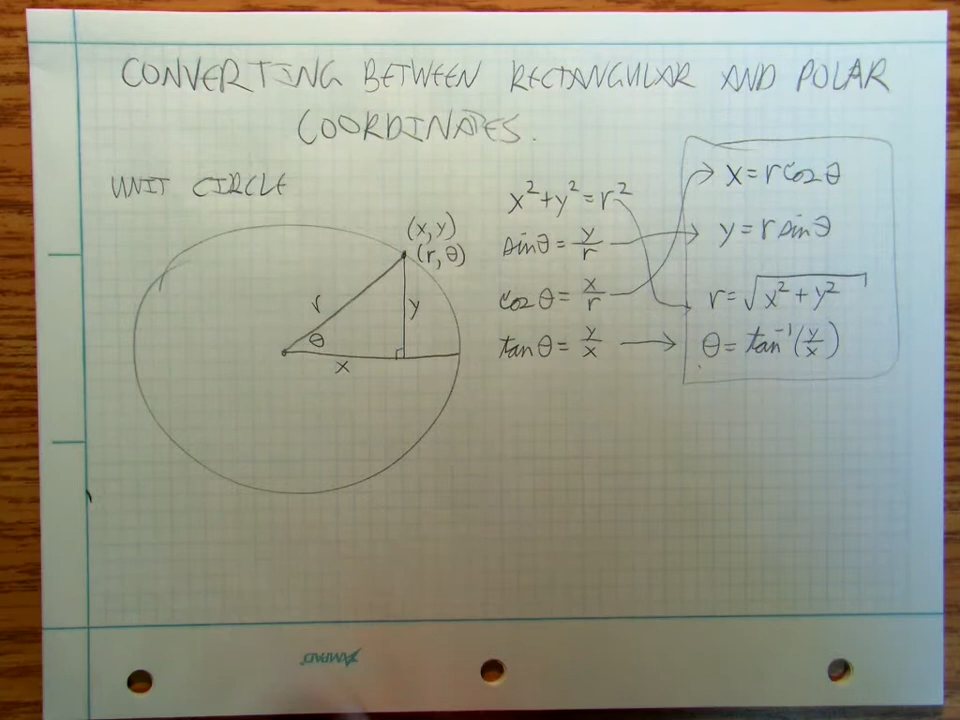 CONVERTING BETWEEN RECTANGULAR AND POLAR
COORDINATES.
UNIT CIRCLE
(x, y)
(r, θ)
r
θ
y
x
x² + y² = r²
sin θ = y/r
cos θ = x/r
tan θ = y/x
x = r cos θ
y = r sin θ
r = √(x² + y²)
θ = tan⁻¹(y/x)
AMPAD